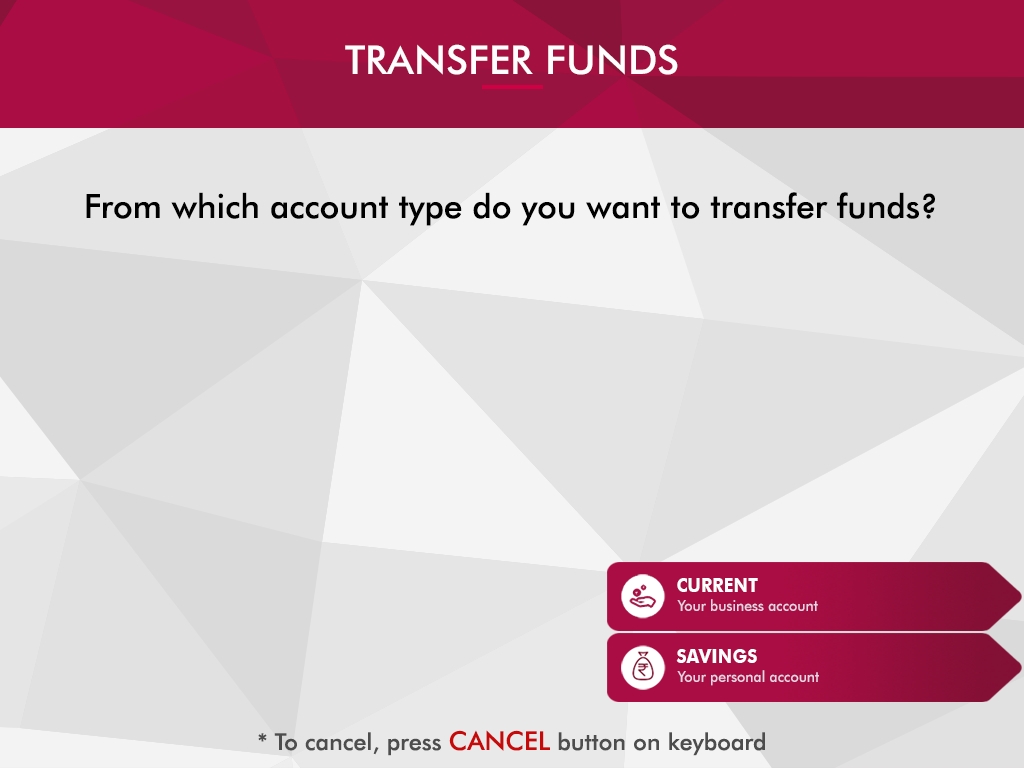 TRANSFER FUNDS
From which account type do you want to transfer funds?
CURRENT
Your business account
SAVINGS
Your personal account
* To cancel, press CANCEL button on keyboard